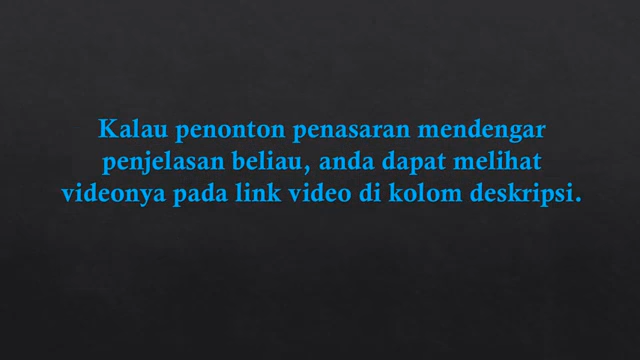 Kalau penonton penasaran mendengar
penjelasan beliau, anda dapat melihat
videonya pada link video di kolom deskripsi.